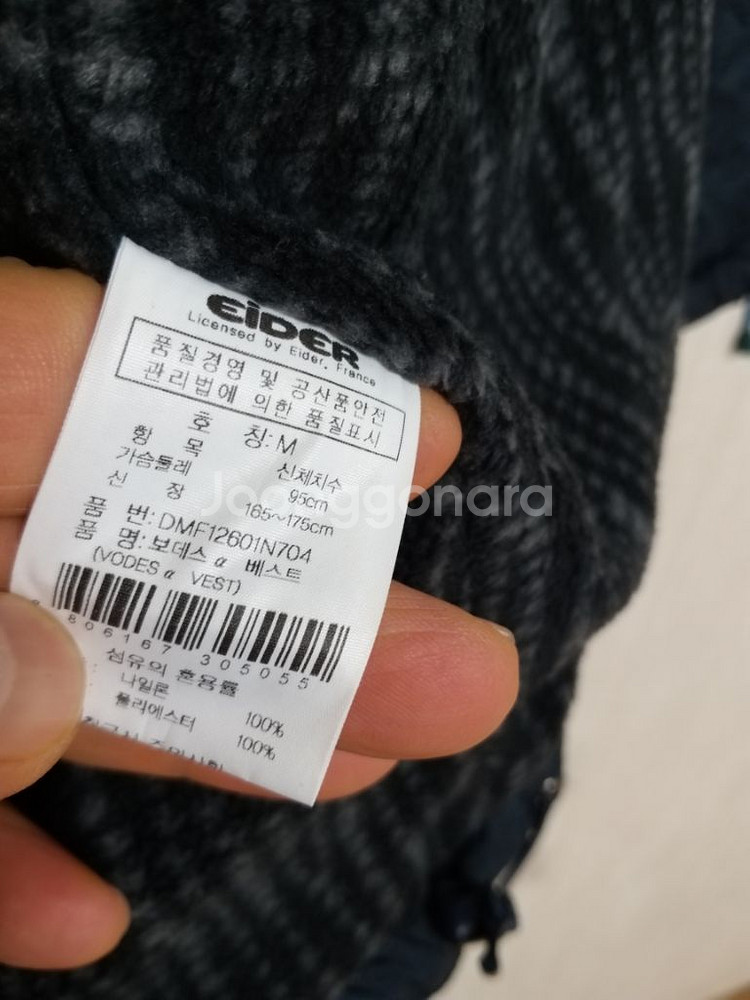 EiDER
Licensed by Eider, France
품질경영 및 공산품안전
관리법에 의한 품질표시
호 칭: M
항 목 신체치수
가슴둘레 95cm
신 장 165~175cm
품 번: DMF12601N704
품 명: 보데스α 베스트
(VODES α VEST)
806167 305055
섬유의 혼용률
나일론 100%
폴리에스터 100%
Joonggonara